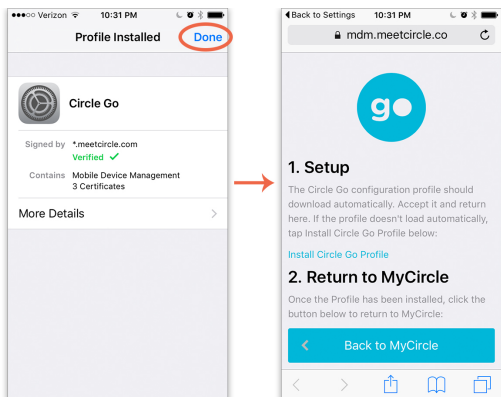 Verizon 10:31 PM
Profile Installed Done
Circle Go
Signed by *.meetcircle.com
Verified
Contains Mobile Device Management
3 Certificates
More Details
Back to Settings 10:31 PM
mdm.meetcircle.co
go
1. Setup
The Circle Go configuration profile should
download automatically. Accept it and return
here. If the profile doesn't load automatically,
tap Install Circle Go Profile below:
Install Circle Go Profile
2. Return to MyCircle
Once the Profile has been installed, click the
button below to return to MyCircle:
Back to MyCircle